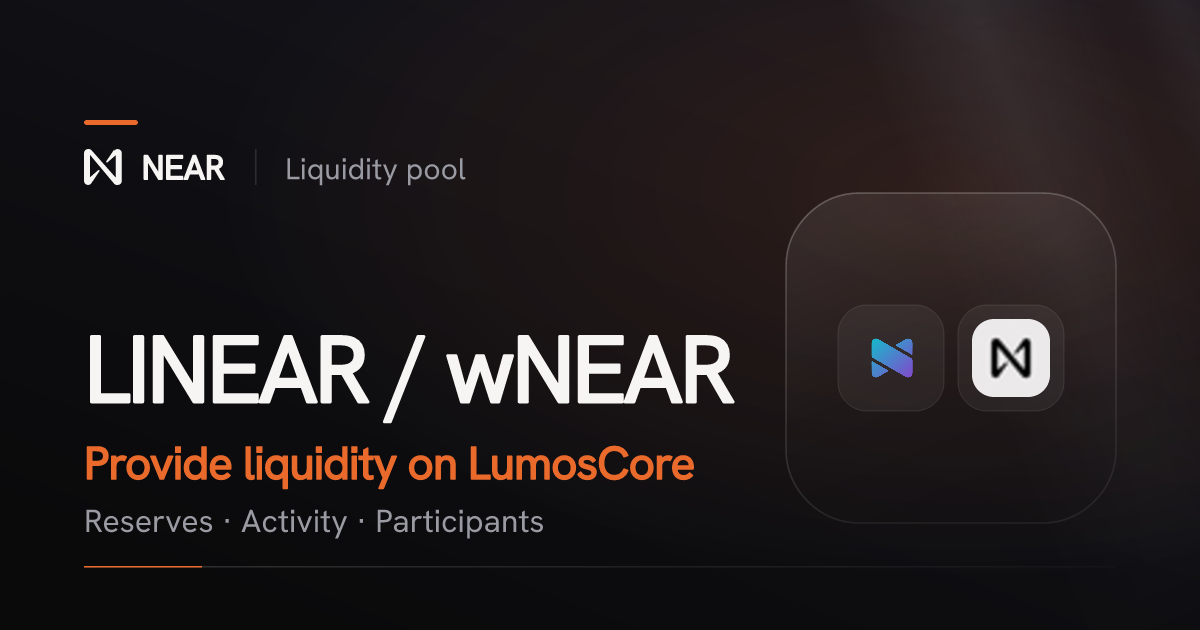 NEAR | Liquidity pool
LINEAR / wNEAR
Provide liquidity on LumosCore
Reserves · Activity · Participants